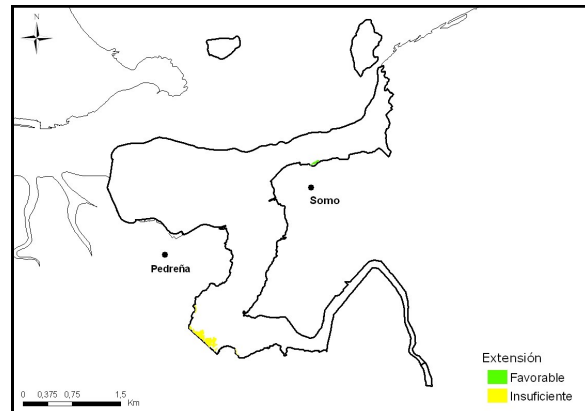 N
Somo
Pedreña
Extensión
Favorable
Insuficiente
0 0,375 0,75 1,5
Km